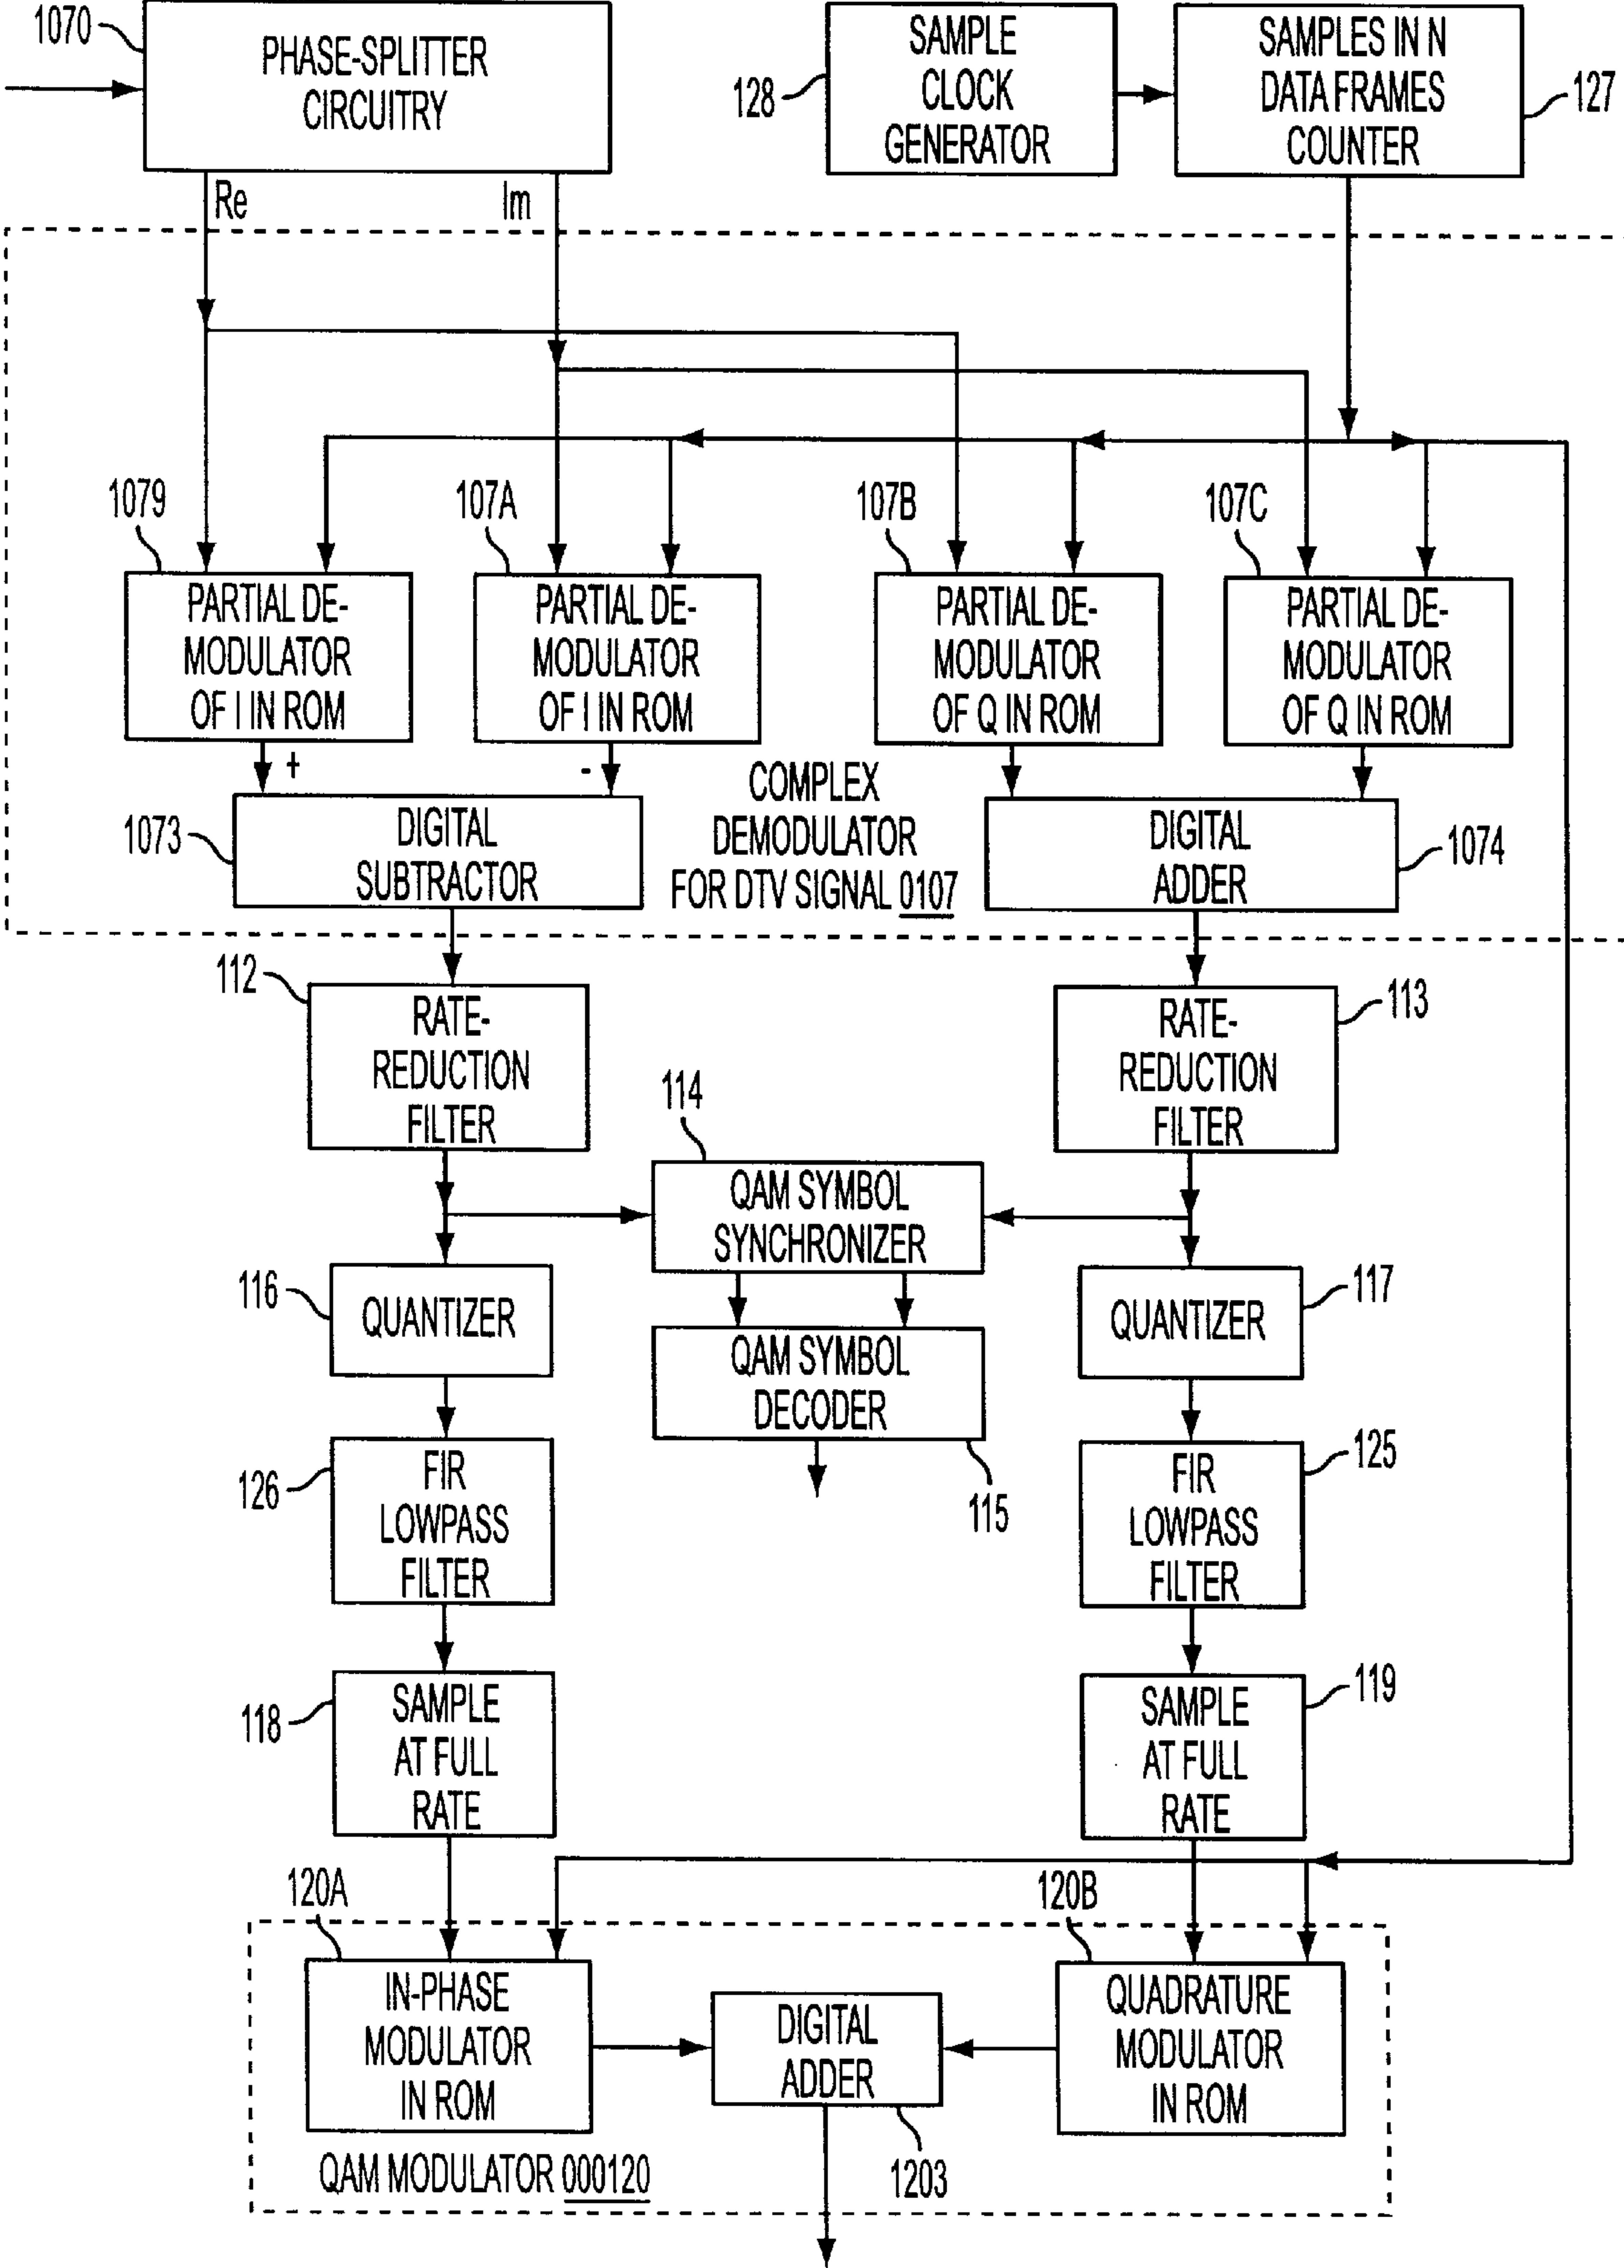 1070
PHASE-SPLITTER
CIRCUITRY
128
SAMPLE
CLOCK
GENERATOR
SAMPLES IN N
DATA FRAMES
COUNTER
127
Re
Im
1079
107A
107B
107C
PARTIAL DE-
MODULATOR
OF I IN ROM
PARTIAL DE-
MODULATOR
OF I IN ROM
PARTIAL DE-
MODULATOR
OF Q IN ROM
PARTIAL DE-
MODULATOR
OF Q IN ROM
+
-
1073
DIGITAL
SUBTRACTOR
COMPLEX
DEMODULATOR
FOR DTV SIGNAL 0107
DIGITAL
ADDER
1074
112
RATE-
REDUCTION
FILTER
RATE-
REDUCTION
FILTER
113
114
QAM SYMBOL
SYNCHRONIZER
116
QUANTIZER
QUANTIZER
117
QAM SYMBOL
DECODER
115
126
FIR
LOWPASS
FILTER
FIR
LOWPASS
FILTER
125
118
SAMPLE
AT FULL
RATE
SAMPLE
AT FULL
RATE
119
120A
120B
IN-PHASE
MODULATOR
IN ROM
DIGITAL
ADDER
QUADRATURE
MODULATOR
IN ROM
QAM MODULATOR 000120
1203